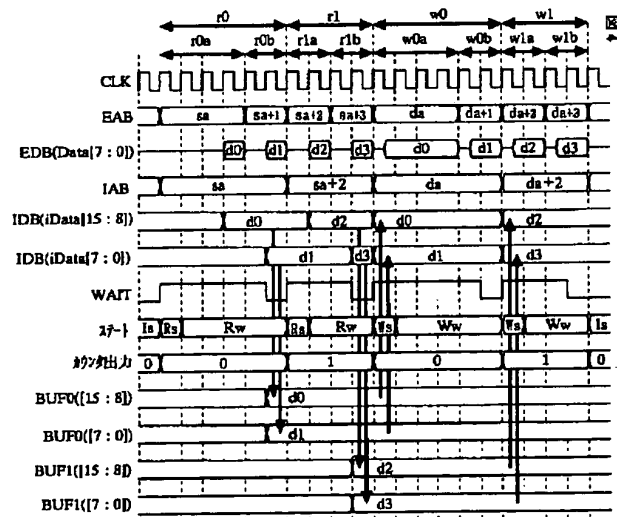 図4
r0 r1 w0 w1
r0a r0b r1a r1b w0a w0b w1a w1b
CLK
EAB sa sa+1 sa+2 sa+3 da da+1 da+2 da+3
EDB(Data[7 : 0]) d0 d1 d2 d3 d0 d1 d2 d3
IAB sa sa+2 da da+2
IDB(iData[15 : 8]) d0 d2 d0 d2
IDB(iData[7 : 0]) d1 d3 d1 d3
WAIT
ステート Is Rs Rw Rs Rw Ws Ww Ws Ww Is
カウンタ出力 0 0 1 0 1 0
BUF0([15 : 8]) d0
BUF0([7 : 0]) d1
BUF1([15 : 8]) d2
BUF1([7 : 0]) d3